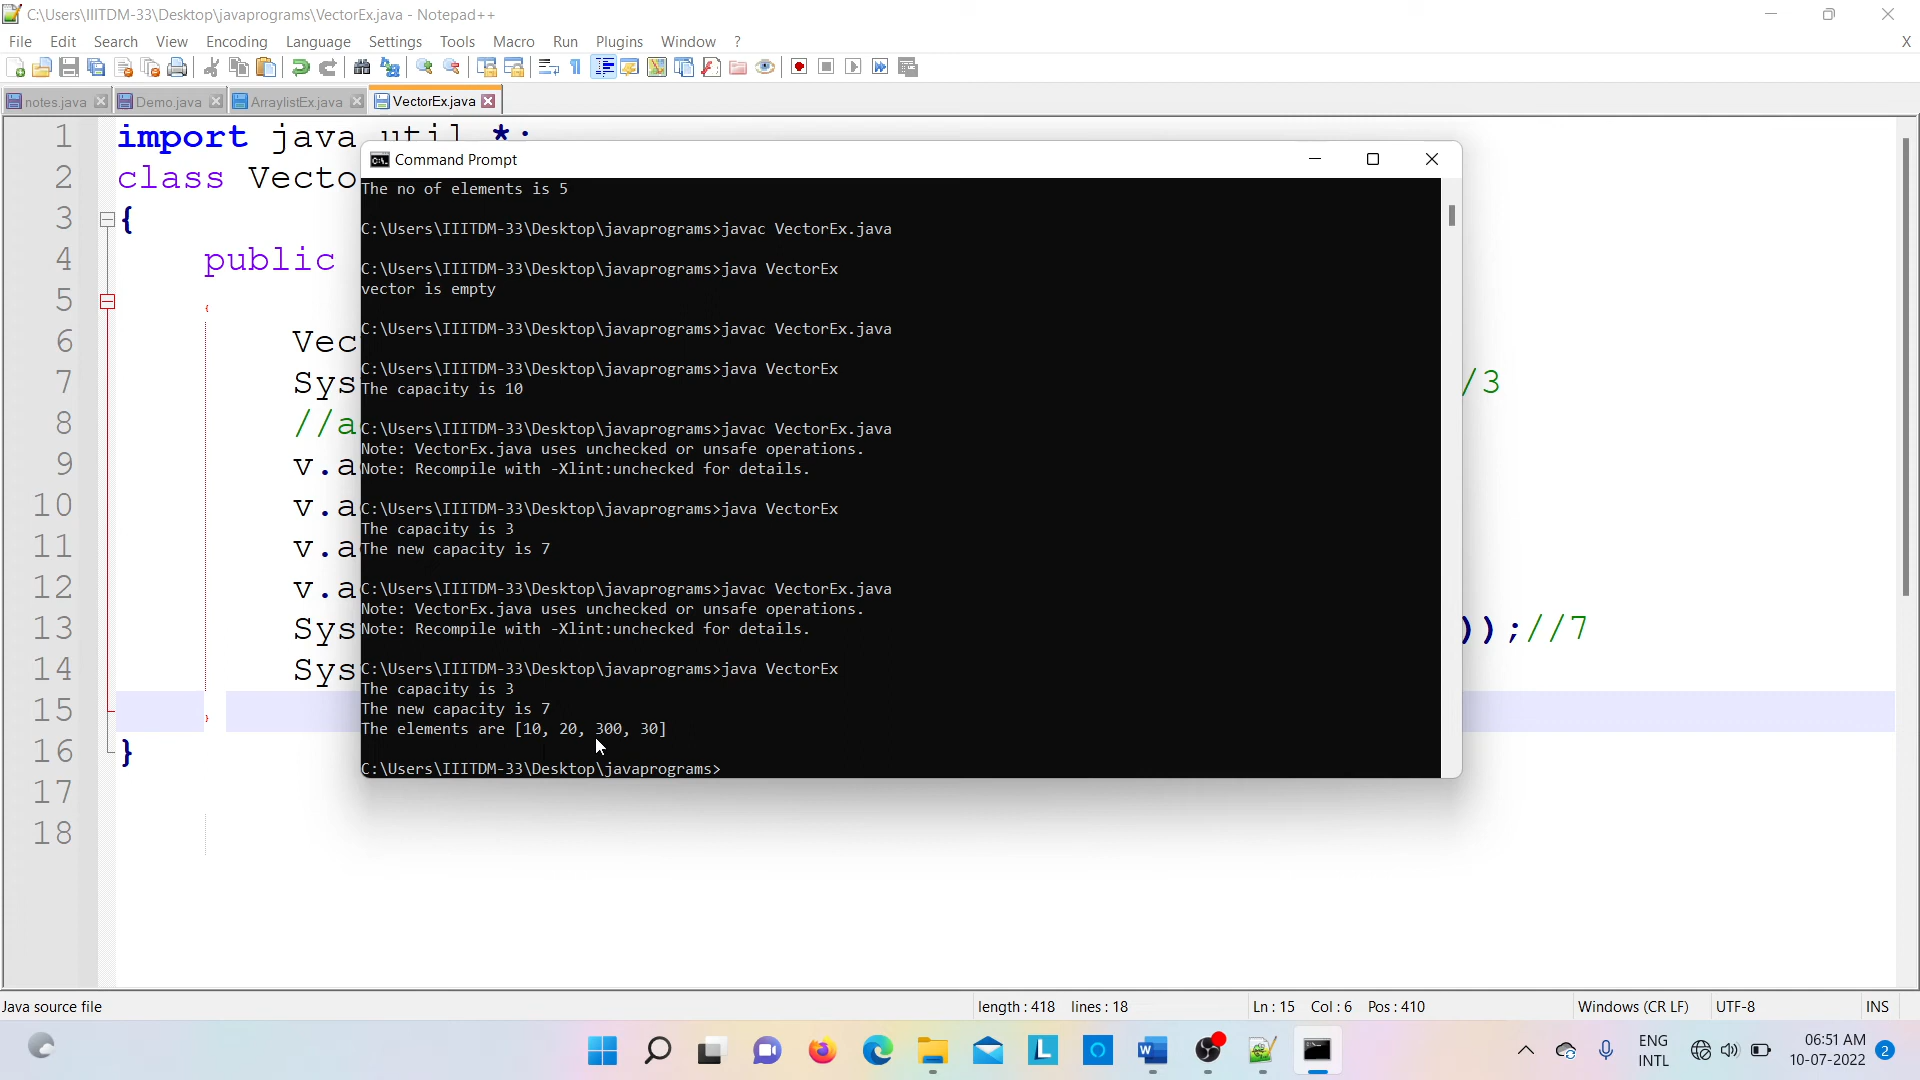 C:\Users\IIITDM-33\Desktop\javaprograms\VectorEx.java - Notepad++
File Edit Search View Encoding Language Settings Tools Macro Run Plugins Window ? X
notes.java Demo.java ArraylistEx.java VectorEx.java
1 import java.util.*;
2 class Vecto
3 {
4 public
5 {
6 Vec
7 Sys /3
8 //a
9 v.a
10 v.a
11 v.a
12 v.a
13 Sys ));//7
14 Sys
15 }
16 }
17
18
Command Prompt
The no of elements is 5
C:\Users\IIITDM-33\Desktop\javaprograms>javac VectorEx.java
C:\Users\IIITDM-33\Desktop\javaprograms>java VectorEx
vector is empty
C:\Users\IIITDM-33\Desktop\javaprograms>javac VectorEx.java
C:\Users\IIITDM-33\Desktop\javaprograms>java VectorEx
The capacity is 10
C:\Users\IIITDM-33\Desktop\javaprograms>javac VectorEx.java
Note: VectorEx.java uses unchecked or unsafe operations.
Note: Recompile with -Xlint:unchecked for details.
C:\Users\IIITDM-33\Desktop\javaprograms>java VectorEx
The capacity is 3
The new capacity is 7
C:\Users\IIITDM-33\Desktop\javaprograms>javac VectorEx.java
Note: VectorEx.java uses unchecked or unsafe operations.
Note: Recompile with -Xlint:unchecked for details.
C:\Users\IIITDM-33\Desktop\javaprograms>java VectorEx
The capacity is 3
The new capacity is 7
The elements are [10, 20, 300, 30]
C:\Users\IIITDM-33\Desktop\javaprograms>
Java source file length : 418 lines : 18 Ln : 15 Col : 6 Pos : 410 Windows (CR LF) UTF-8 INS
ENG
INTL
06:51 AM
10-07-2022
2